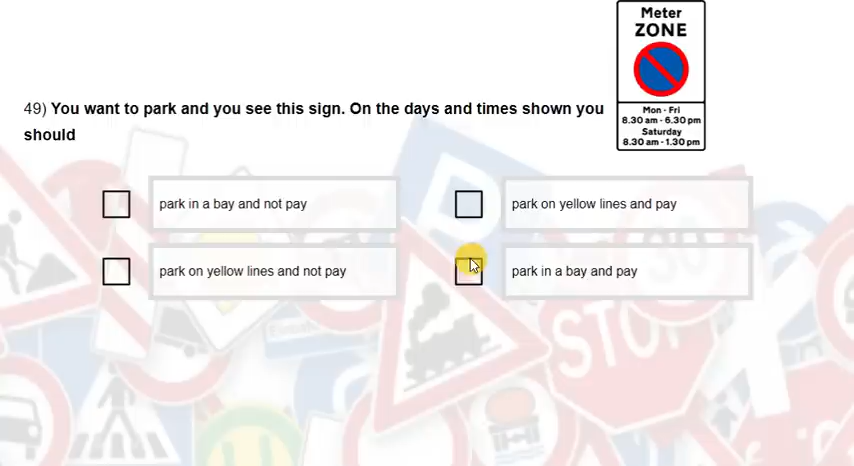 Meter
ZONE
Mon - Fri
8.30 am - 6.30 pm
Saturday
8.30 am - 1.30 pm
49) You want to park and you see this sign. On the days and times shown you
should
park in a bay and not pay
park on yellow lines and pay
park on yellow lines and not pay
park in a bay and pay
STOP
30
P